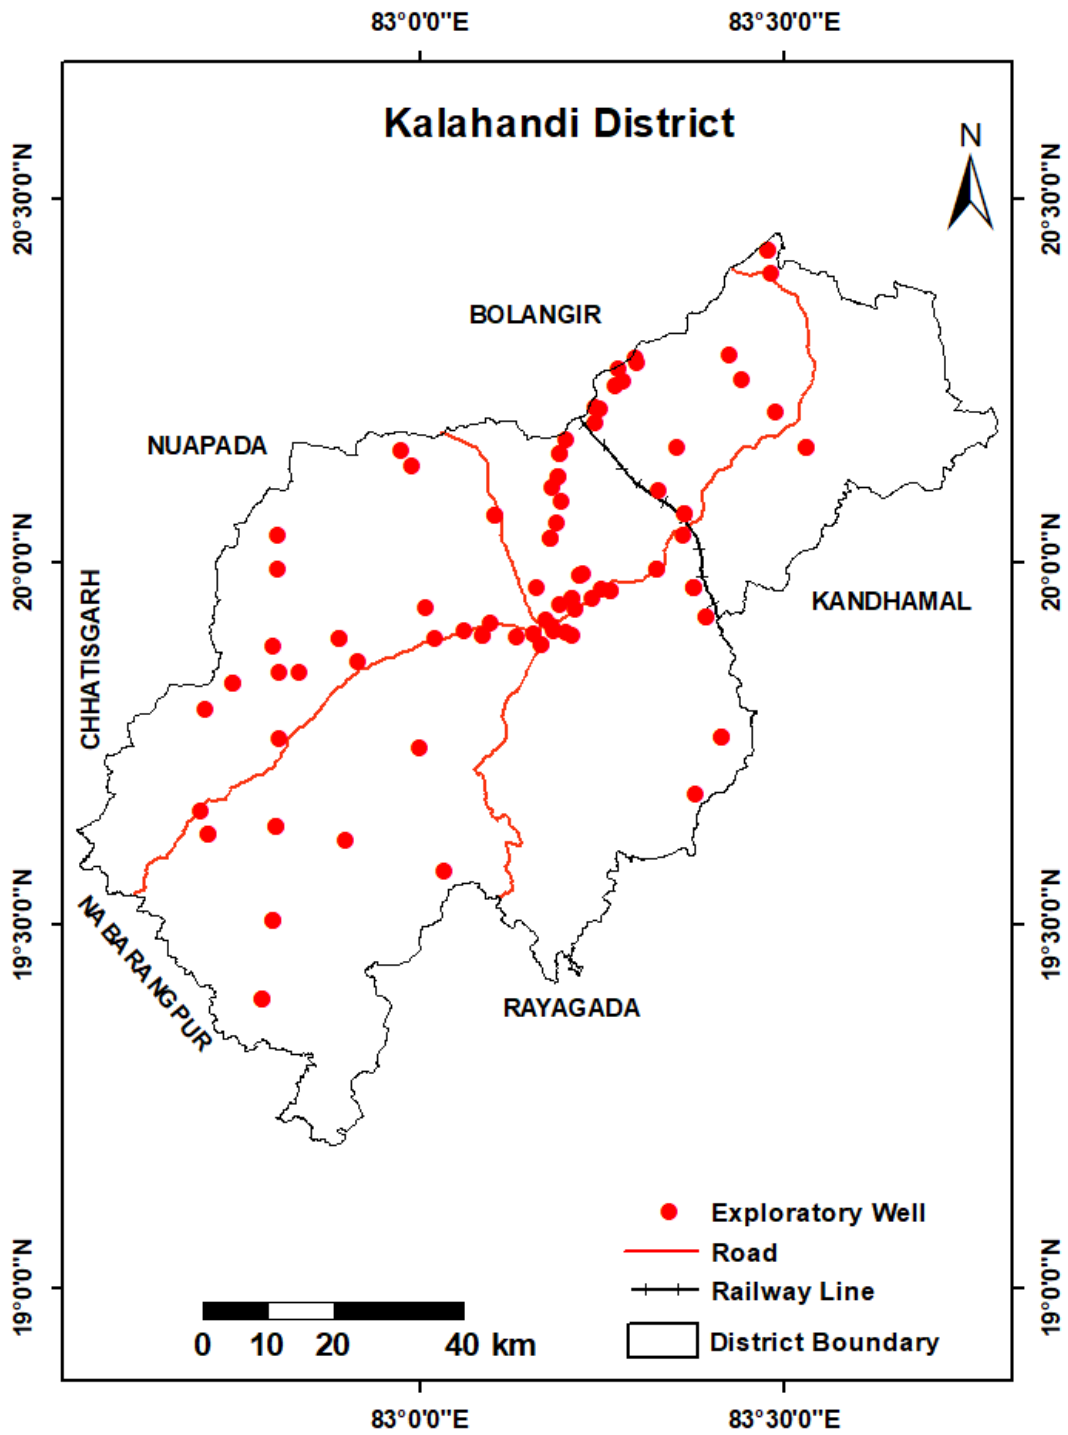 83°0'0"E 83°30'0"E
Kalahandi District
N
20°30'0"N 20°30'0"N
BOLANGIR
NUAPADA
20°0'0"N 20°0'0"N
KANDHAMAL
CHHATISGARH
19°30'0"N 19°30'0"N
NABARANGPUR
RAYAGADA
Exploratory Well
Road
19°0'0"N 19°0'0"N
Railway Line
0 10 20 40 km
District Boundary
83°0'0"E 83°30'0"E